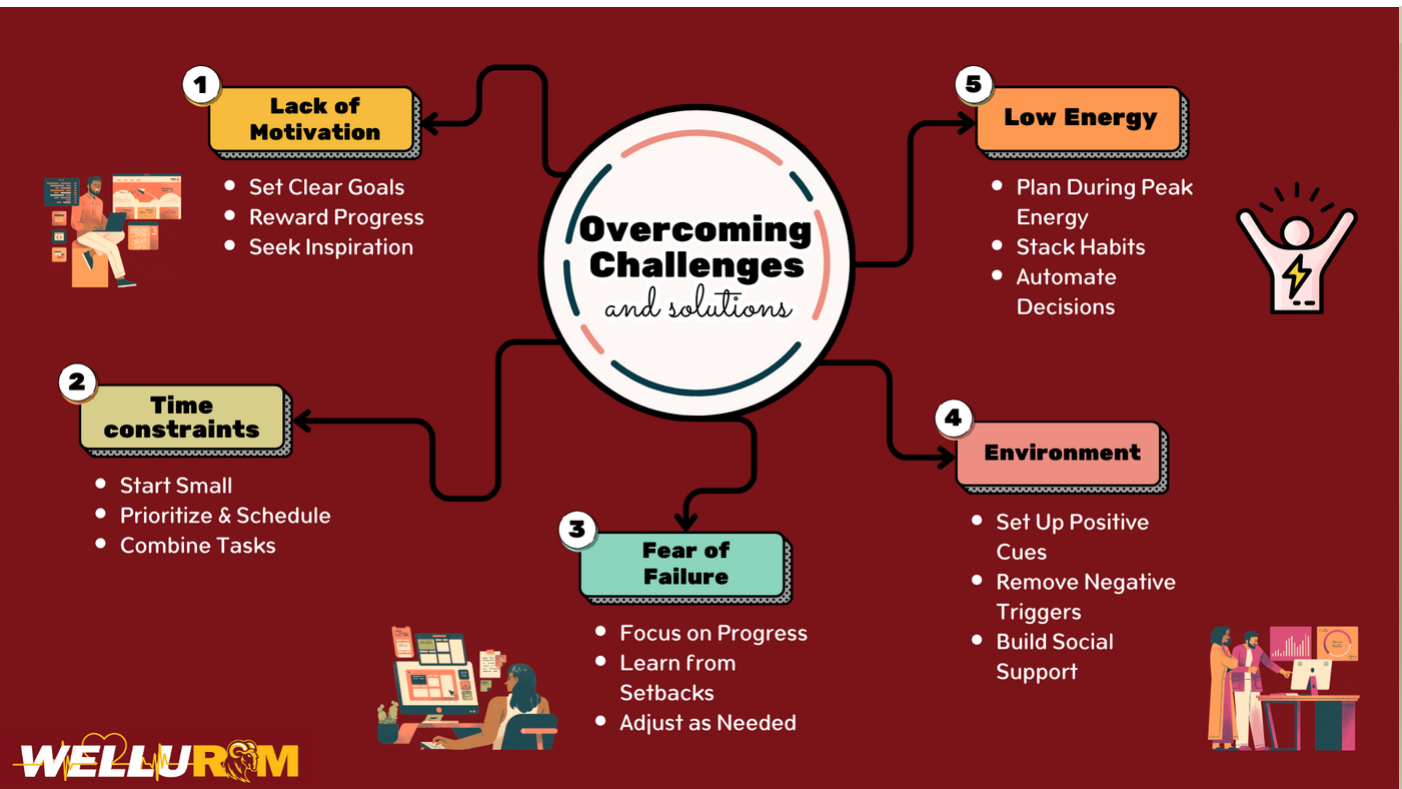 Overcoming
Challenges
and solutions
1
Lack of
Motivation
Set Clear Goals
Reward Progress
Seek Inspiration
2
Time
constraints
Start Small
Prioritize & Schedule
Combine Tasks
3
Fear of
Failure
Focus on Progress
Learn from
Setbacks
Adjust as Needed
4
Environment
Set Up Positive
Cues
Remove Negative
Triggers
Build Social
Support
5
Low Energy
Plan During Peak
Energy
Stack Habits
Automate
Decisions
WELLURAM